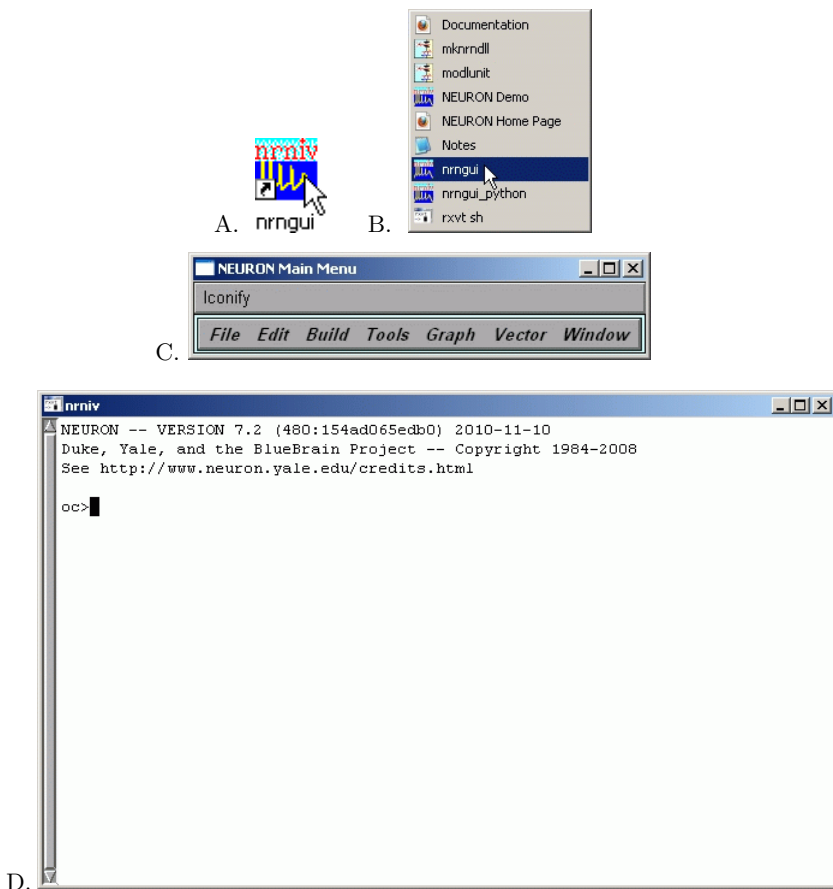 Documentation
mknrndll
modlunit
NEURON Demo
NEURON Home Page
Notes
nrngui
nrngui_python
rxvt sh
nrniv
nrngui
A.
B.
NEURON Main Menu
Iconify
File Edit Build Tools Graph Vector Window
C.
nrniv
NEURON -- VERSION 7.2 (480:154ad065edb0) 2010-11-10
Duke, Yale, and the BlueBrain Project -- Copyright 1984-2008
See http://www.neuron.yale.edu/credits.html
oc>
D.